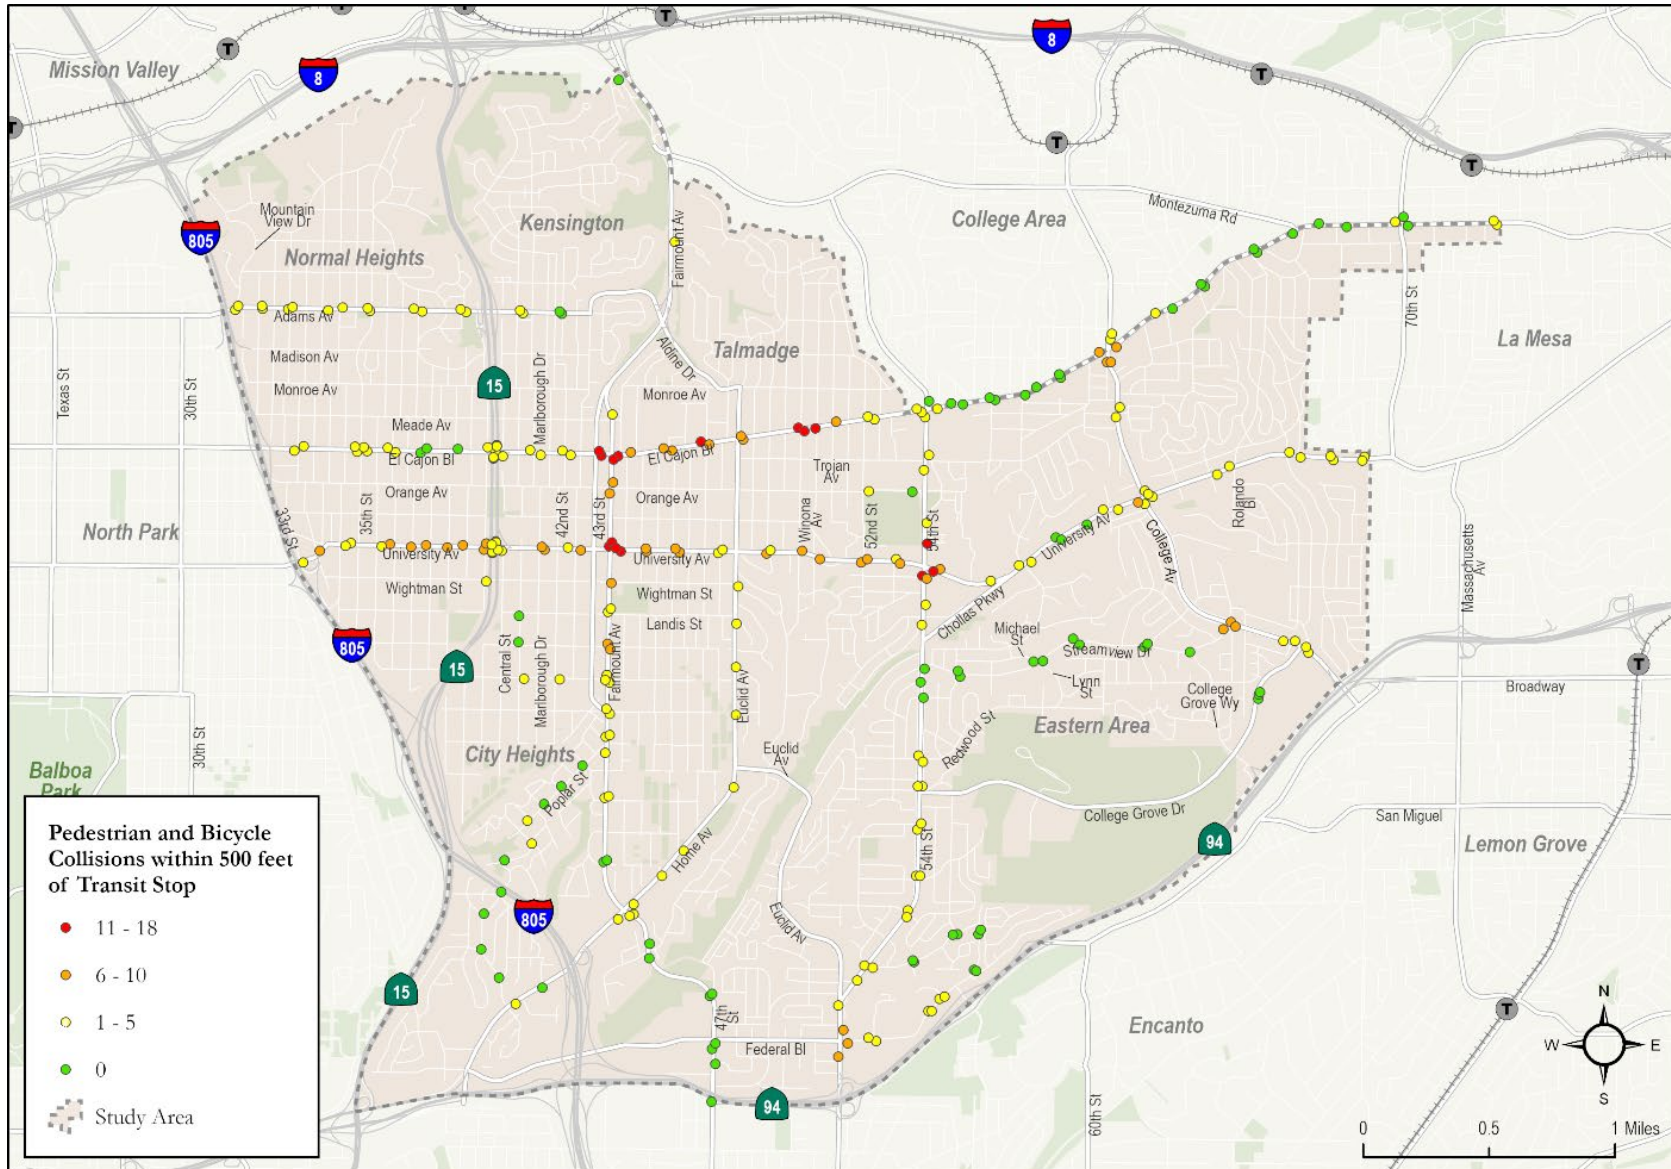 T
T
T
8
8
Mission Valley
T
T
T
T
Mountain
View Dr
805
Normal Heights
Kensington
Fairmount Av
College Area
Montezuma Rd
70th St
La Mesa
Adams Av
Madison Av
Monroe Av
Texas St
30th St
15
Marlborough Dr
Aldine Dr
Talmadge
Monroe Av
Meade Av
El Cajon Bl
El Cajon Bl
Trojan
Av
Orange Av
Orange Av
North Park
33rd St
35th St
42nd St
43rd St
Winona
Av
52nd St
54th St
University Av
College Av
Rolando
Bl
Massachusetts
Av
University Av
University Av
Wightman St
Wightman St
Landis St
Chollas Pkwy
Michael
St
Streamview Dr
Lynn
St
College
Grove Wy
805
15
Central St
Marlborough Dr
Fairmount Av
Euclid Av
Broadway
T
30th St
City Heights
Euclid
Av
Redwood St
Eastern Area
Balboa
Park
Poplar St
College Grove Dr
San Miguel
94
Lemon Grove
Home Av
54th St
Pedestrian and Bicycle
Collisions within 500 feet
of Transit Stop
11 - 18
6 - 10
1 - 5
0
Study Area
805
Euclid Av
15
47th
St
Federal Bl
94
Encanto
60th St
T
N
W
E
S
0
0.5
1 Miles